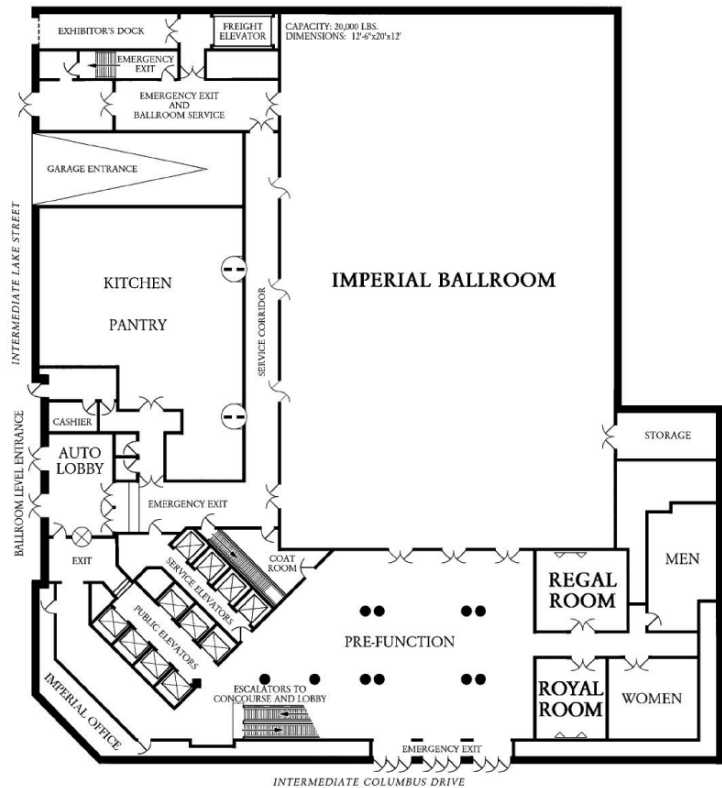 EXHIBITOR'S DOCK
FREIGHT
ELEVATOR
CAPACITY: 20,000 LBS.
DIMENSIONS: 12'-6"x20'x12'
EMERGENCY
EXIT
EMERGENCY EXIT
AND
BALLROOM SERVICE
GARAGE ENTRANCE
INTERMEDIATE LAKE STREET
KITCHEN
PANTRY
SERVICE CORRIDOR
IMPERIAL BALLROOM
CASHIER
AUTO
LOBBY
BALLROOM LEVEL ENTRANCE
STORAGE
EMERGENCY EXIT
EXIT
COAT
ROOM
SERVICE ELEVATORS
PUBLIC ELEVATORS
REGAL
ROOM
MEN
PRE-FUNCTION
IMPERIAL OFFICE
ESCALATORS TO
CONCOURSE AND LOBBY
ROYAL
ROOM
WOMEN
EMERGENCY EXIT
INTERMEDIATE COLUMBUS DRIVE